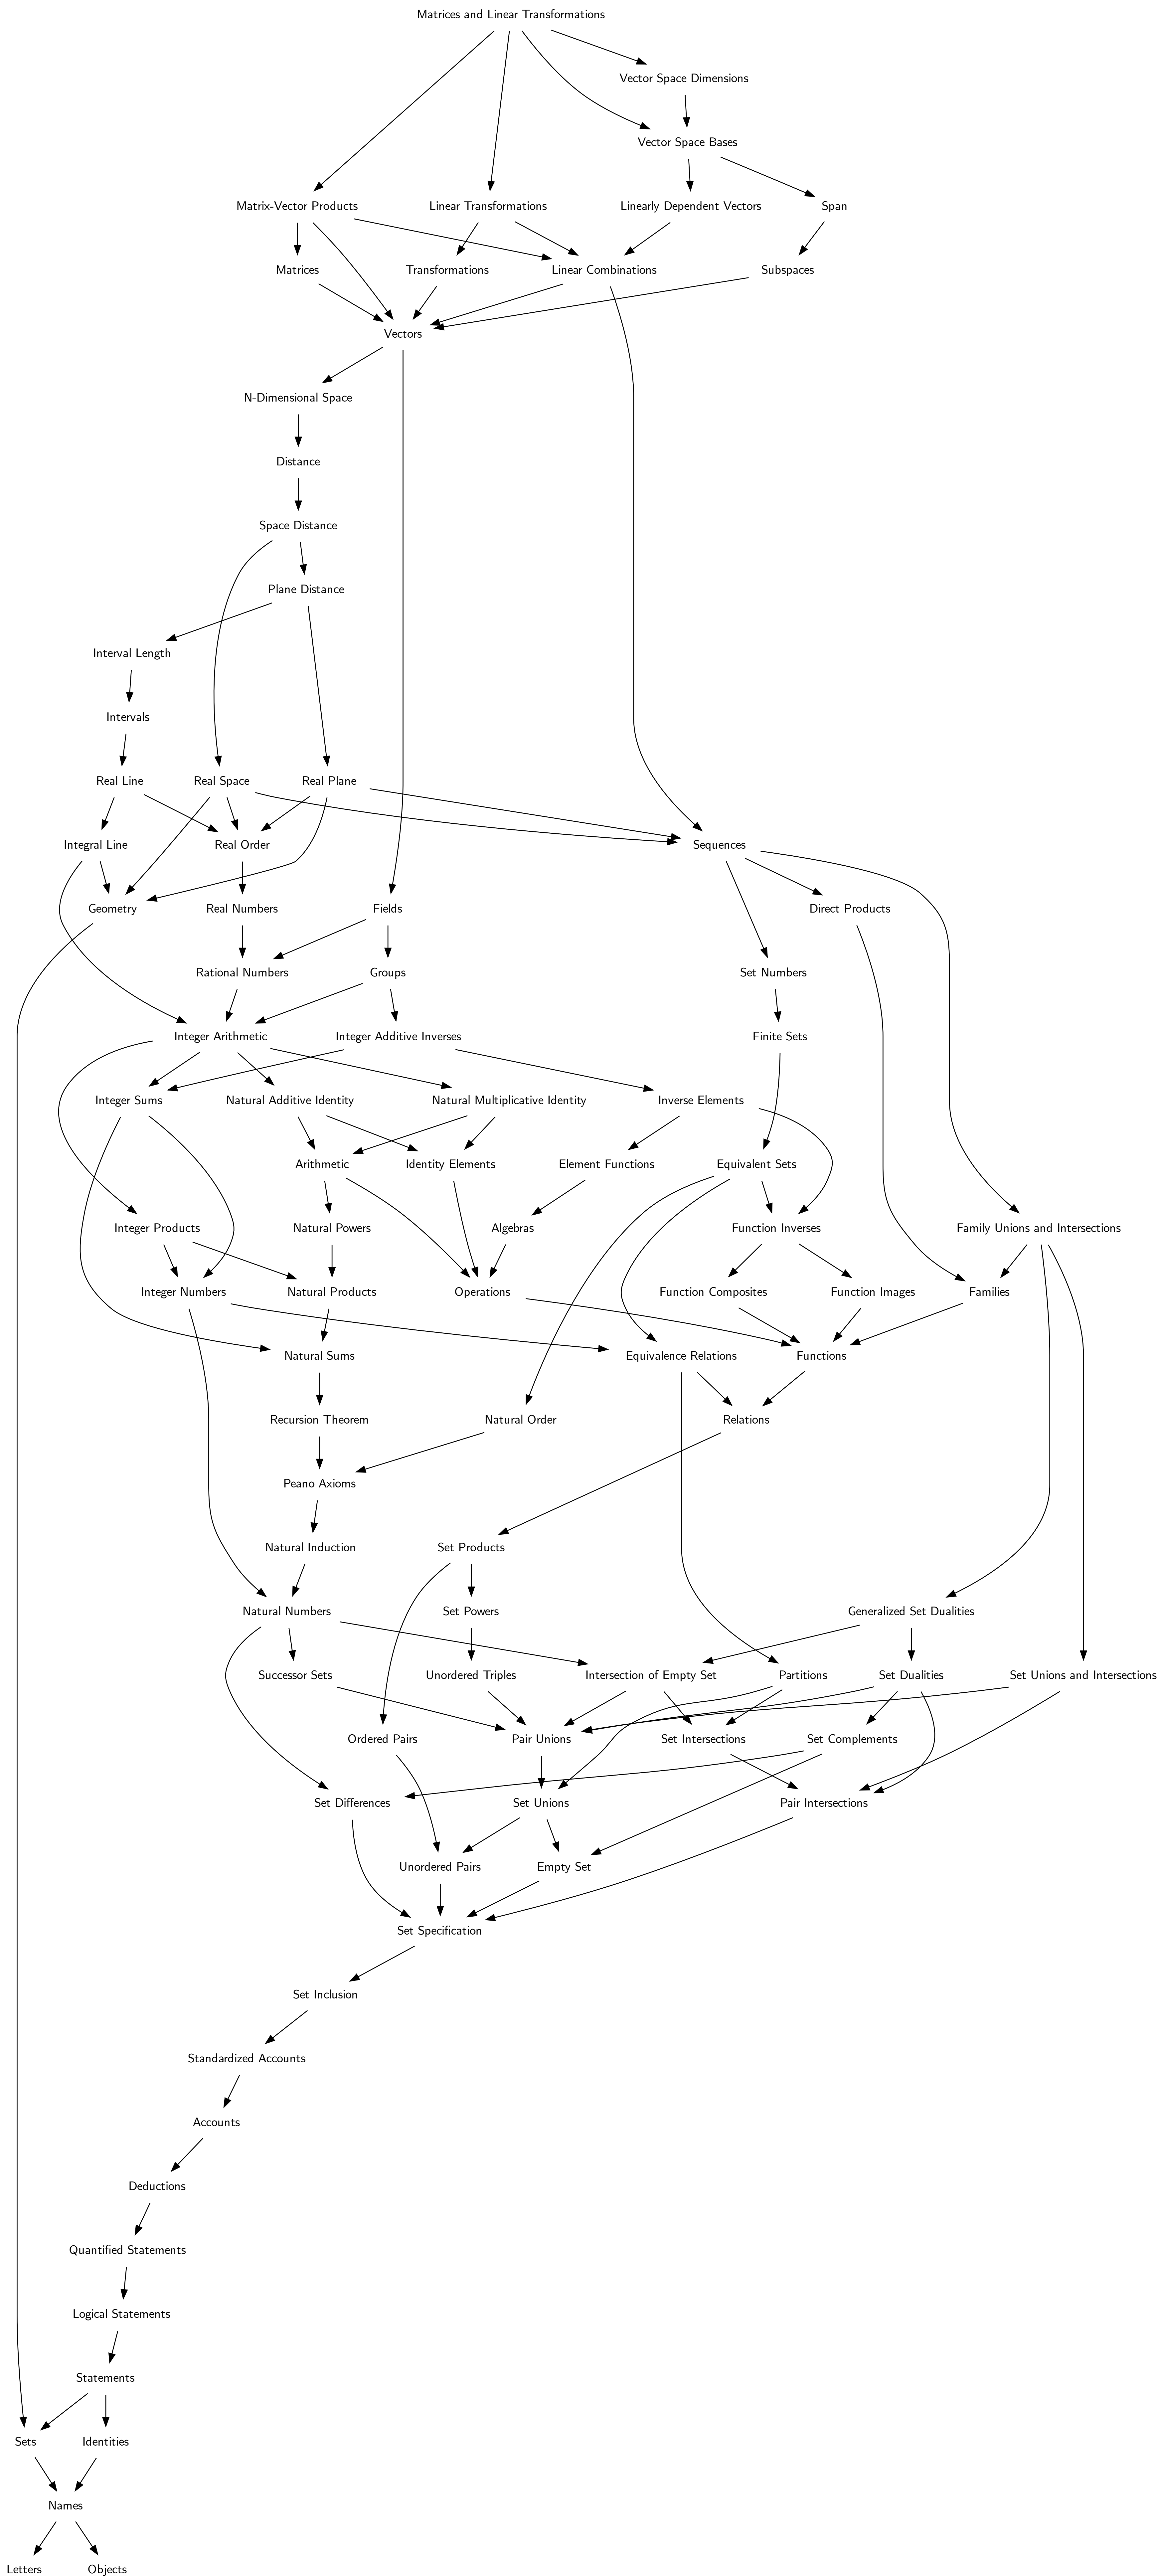 Matrices and Linear Transformations
Vector Space Dimensions
Vector Space Bases
Matrix-Vector Products
Linear Transformations
Linearly Dependent Vectors
Span
Matrices
Transformations
Linear Combinations
Subspaces
Vectors
N-Dimensional Space
Distance
Space Distance
Plane Distance
Interval Length
Intervals
Real Line
Real Space
Real Plane
Integral Line
Real Order
Sequences
Geometry
Real Numbers
Fields
Direct Products
Rational Numbers
Groups
Set Numbers
Integer Arithmetic
Integer Additive Inverses
Finite Sets
Integer Sums
Natural Additive Identity
Natural Multiplicative Identity
Inverse Elements
Arithmetic
Identity Elements
Element Functions
Equivalent Sets
Integer Products
Natural Powers
Algebras
Function Inverses
Family Unions and Intersections
Integer Numbers
Natural Products
Operations
Function Composites
Function Images
Families
Natural Sums
Equivalence Relations
Functions
Recursion Theorem
Natural Order
Relations
Peano Axioms
Natural Induction
Set Products
Natural Numbers
Set Powers
Generalized Set Dualities
Successor Sets
Unordered Triples
Intersection of Empty Set
Partitions
Set Dualities
Set Unions and Intersections
Ordered Pairs
Pair Unions
Set Intersections
Set Complements
Set Differences
Set Unions
Pair Intersections
Unordered Pairs
Empty Set
Set Specification
Set Inclusion
Standardized Accounts
Accounts
Deductions
Quantified Statements
Logical Statements
Statements
Sets
Identities
Names
Letters
Objects